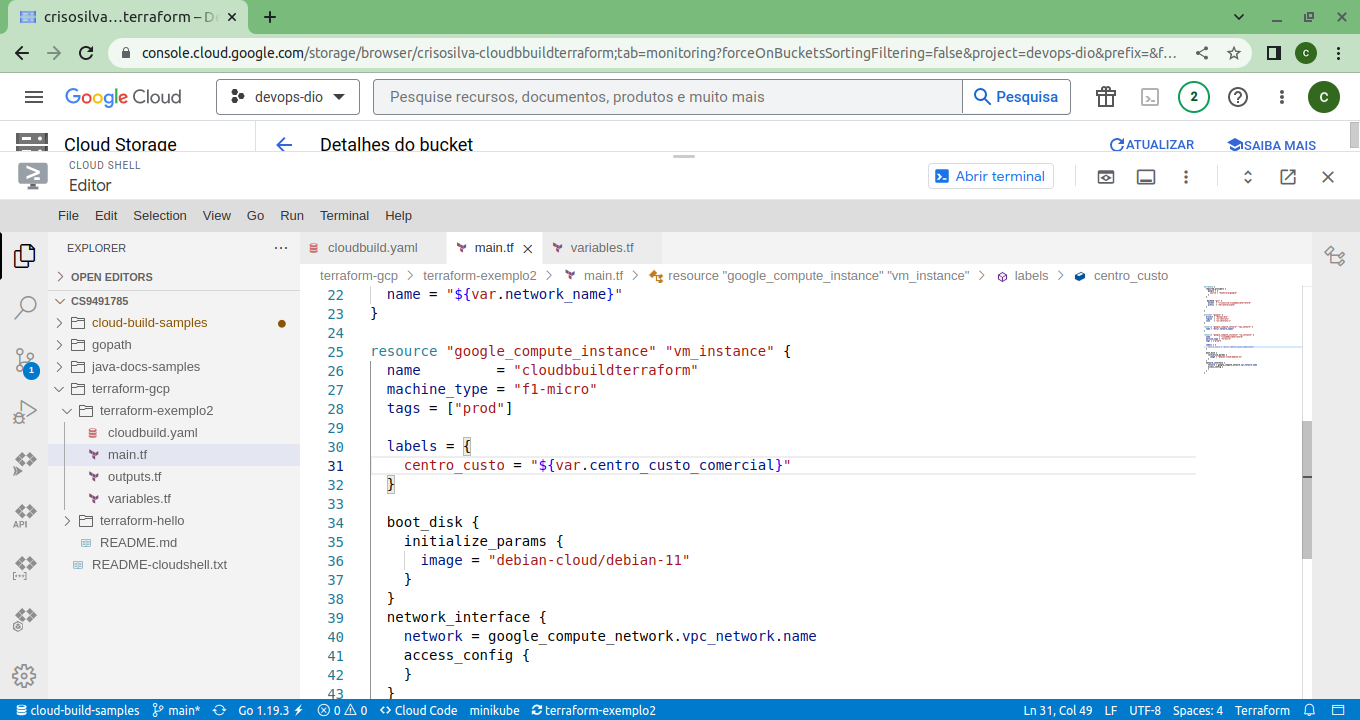 crisosilva…terraform – De
console.cloud.google.com/storage/browser/crisosilva-cloudbbuildterraform;tab=monitoring?forceOnBucketsSortingFiltering=false&project=devops-dio&prefix=&f...
C
Google Cloud
devops-dio
Pesquise recursos, documentos, produtos e muito mais
Pesquisa
2
C
Cloud Storage
Detalhes do bucket
ATUALIZAR
SAIBA MAIS
CLOUD SHELL
Editor
Abrir terminal
File Edit Selection View Go Run Terminal Help
EXPLORER
OPEN EDITORS
CS9491785
cloud-build-samples
gopath
java-docs-samples
terraform-gcp
terraform-exemplo2
cloudbuild.yaml
main.tf
outputs.tf
variables.tf
terraform-hello
README.md
README-cloudshell.txt
1
API
cloudbuild.yaml main.tf variables.tf
terraform-gcp > terraform-exemplo2 > main.tf > resource "google_compute_instance" "vm_instance" > labels > centro_custo
22 name = "${var.network_name}"
23 }
24
25 resource "google_compute_instance" "vm_instance" {
26 name         = "cloudbbuildterraform"
27 machine_type = "f1-micro"
28 tags = ["prod"]
29
30 labels = {
31 centro_custo = "${var.centro_custo_comercial}"
32 }
33
34 boot_disk {
35 initialize_params {
36 image = "debian-cloud/debian-11"
37 }
38 }
39 network_interface {
40 network = google_compute_network.vpc_network.name
41 access_config {
42 }
43 }
cloud-build-samples main* Go 1.19.3 0 0 Cloud Code minikube terraform-exemplo2 Ln 31, Col 49 LF UTF-8 Spaces: 4 Terraform